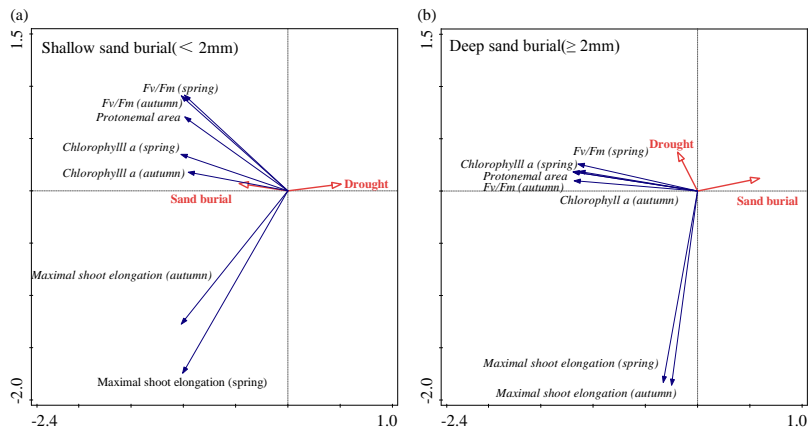 (a)
1.5
Shallow sand burial(< 2mm)
Fv/Fm (spring)
Fv/Fm (autumn)
Protonemal area
Chlorophylll a (spring)
Chlorophylll a (autumn)
Sand burial
Drought
Maximal shoot elongation (autumn)
Maximal shoot elongation (spring)
-2.0
-2.4
1.0
(b)
1.5
Deep sand burial(≥ 2mm)
Drought
Fv/Fm (spring)
Chlorophylll a (spring)
Protonemal area
Fv/Fm (autumn)
Chlorophyll a (autumn)
Sand burial
Maximal shoot elongation (spring)
Maximal shoot elongation (autumn)
-2.0
-2.4
1.0